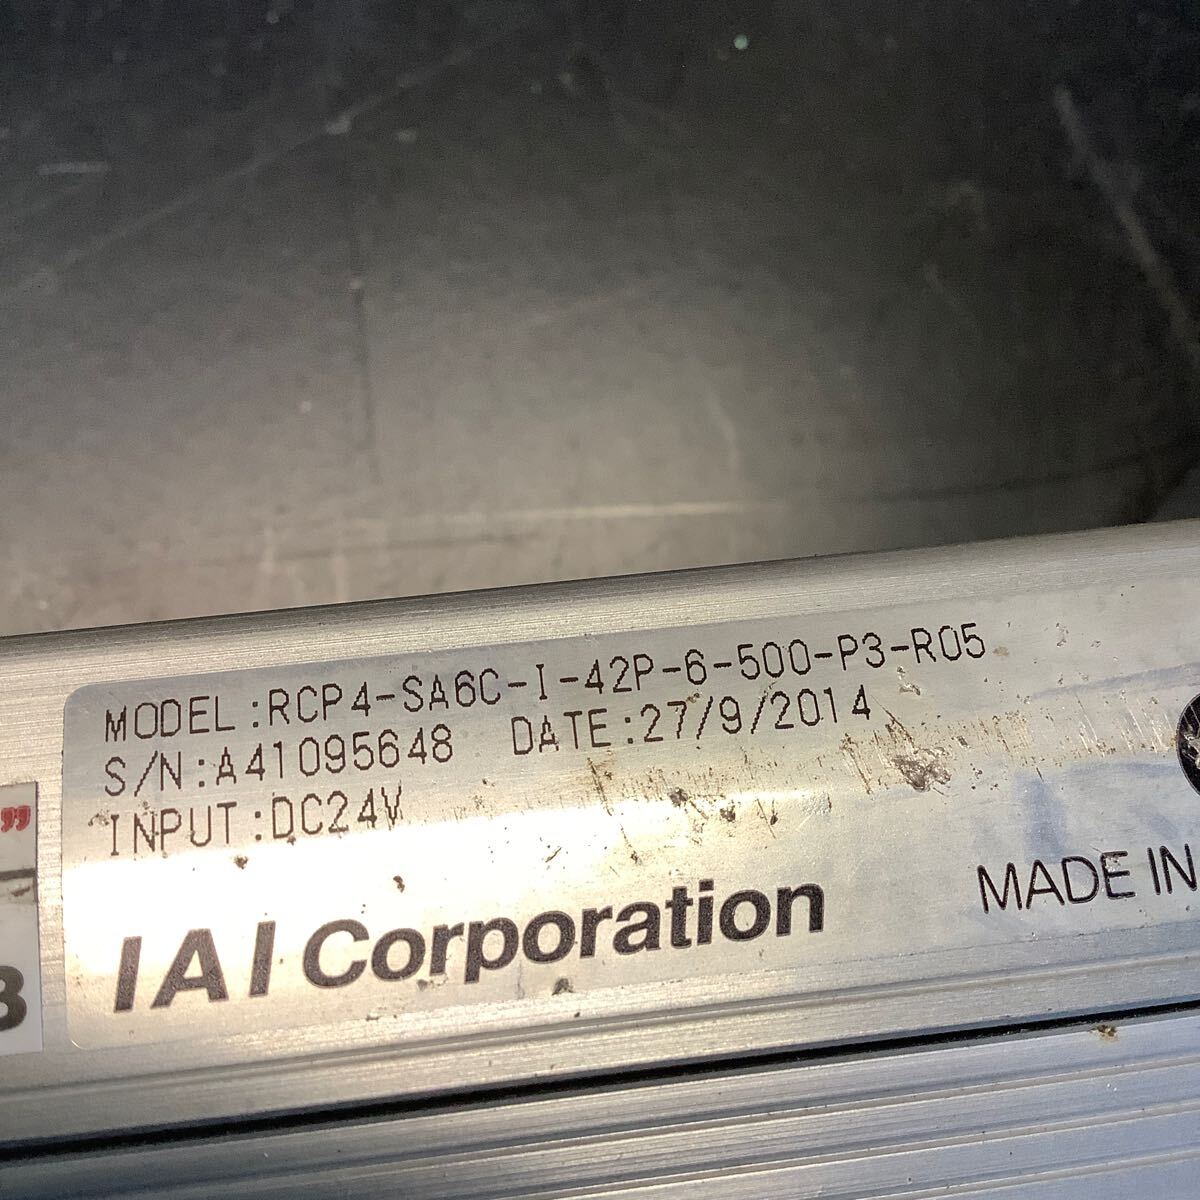 MODEL:RCP4-SA6C-I-42P-6-500-P3-R05
S/N:A41095648 DATE:27/9/2014
INPUT:DC24V
IAI Corporation
MADE IN
”
3